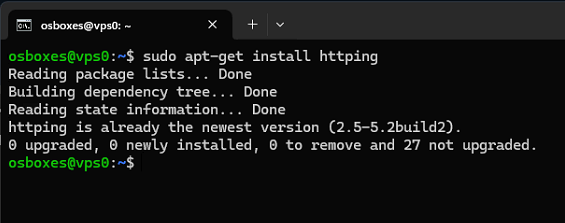 osboxes@vps0: ~
osboxes@vps0:~$ sudo apt-get install httping
Reading package lists... Done
Building dependency tree... Done
Reading state information... Done
httping is already the newest version (2.5-5.2build2).
0 upgraded, 0 newly installed, 0 to remove and 27 not upgraded.
osboxes@vps0:~$